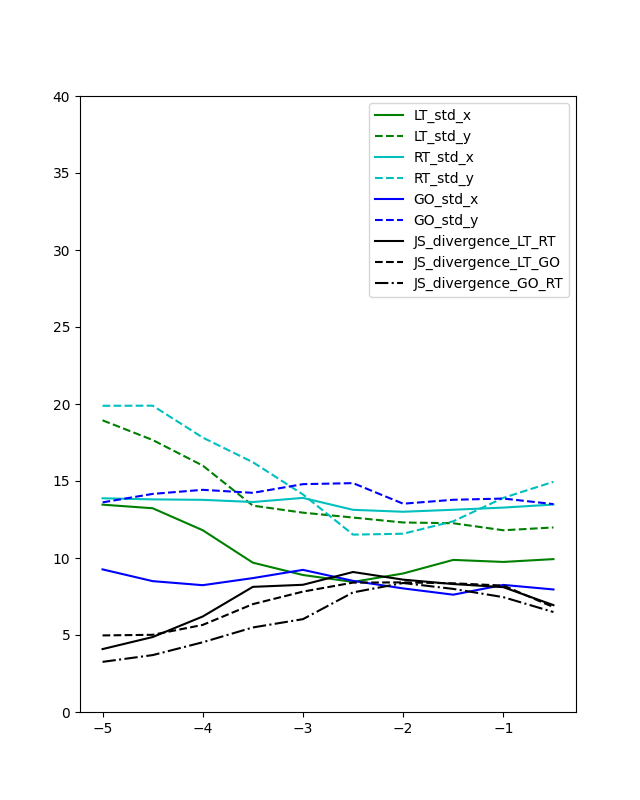 40
35
30
25
20
15
10
5
0
−5
−4
−3
−2
−1
LT_std_x
LT_std_y
RT_std_x
RT_std_y
GO_std_x
GO_std_y
JS_divergence_LT_RT
JS_divergence_LT_GO
JS_divergence_GO_RT